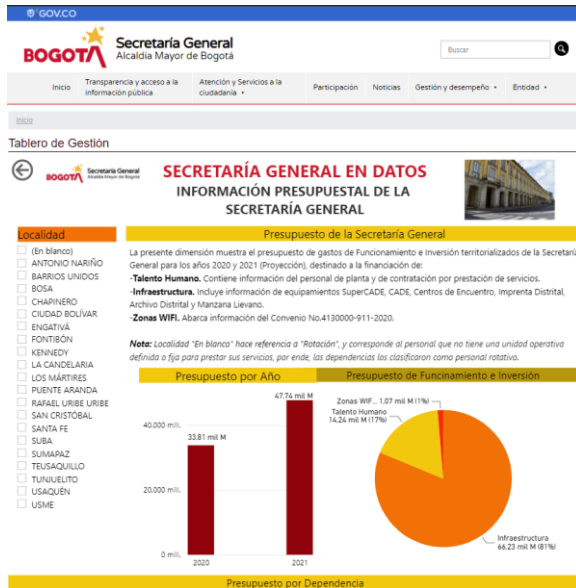 GOV.CO
BOGOTÁ
Secretaría General
Alcaldía Mayor de Bogotá
Buscar
Inicio
Transparencia y acceso a la
información pública
Atención y Servicios a la
ciudadanía
Participación
Noticias
Gestión y desempeño
Entidad
Inicio
Tablero de Gestión
BOGOTÁ
Secretaría General
Alcaldía Mayor de Bogotá
SECRETARÍA GENERAL EN DATOS
INFORMACIÓN PRESUPUESTAL DE LA
SECRETARÍA GENERAL
Localidad
(En blanco)
ANTONIO NARIÑO
BARRIOS UNIDOS
BOSA
CHAPINERO
CIUDAD BOLÍVAR
ENGATIVÁ
FONTIBÓN
KENNEDY
LA CANDELARIA
LOS MÁRTIRES
PUENTE ARANDA
RAFAEL URIBE URIBE
SAN CRISTÓBAL
SANTA FE
SUBA
SUMAPAZ
TEUSAQUILLO
TUNJUELITO
USAQUÉN
USME
Presupuesto de la Secretaría General
La presente dimensión muestra el presupuesto de gastos de Funcionamiento e Inversión territorializados de la Secretaría
General para los años 2020 y 2021 (Proyección), destinado a la financiación de:
-Talento Humano. Contiene información del personal de planta y de contratación por prestación de servicios.
-Infraestructura. Incluye información de equipamientos SuperCADE, CADE, Centros de Encuentro, Imprenta Distrital,
Archivo Distrital y Manzana Lievano.
-Zonas WIFI. Abarca información del Convenio No.4130000-911-2020.
Nota: Localidad "En blanco" hace referencia a "Rotación", y corresponde al personal que no tiene una unidad operativa
definida o fija para prestar sus servicios, por ende, las dependencias los clasificaron como personal rotativo.
Presupuesto por Año
47,74 mil M
40.000 mill.
33,81 mil M
20.000 mill.
0 mill.
2020
2021
Presupuesto de Funcinamiento e Inversión
Zonas WIF... 1,07 mil M (1%)
Talento Humano
14,24 mil M (17%)
Infraestructura
66,23 mil M (81%)
Presupuesto por Dependencia